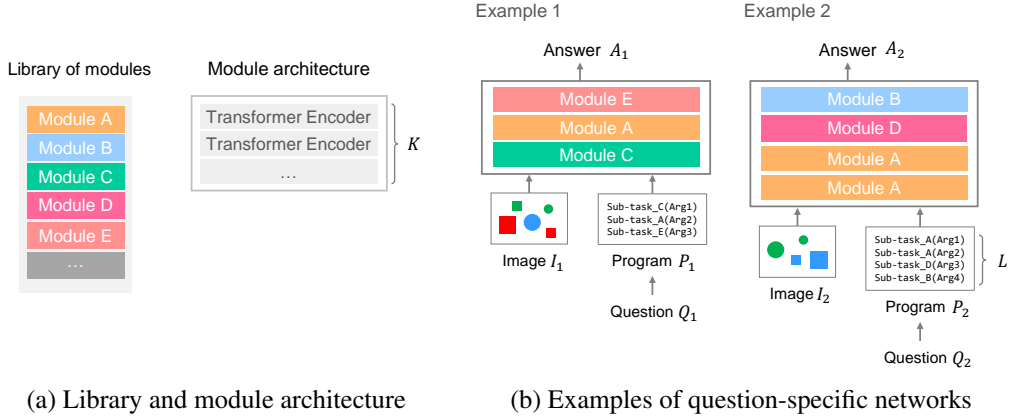 Library of modules
Module A
Module B
Module C
Module D
Module E
...
Module architecture
Transformer Encoder
Transformer Encoder
...
K
(a) Library and module architecture
Example 1
Answer A₁
Module E
Module A
Module C
Image I₁
Sub-task_C(Arg1)
Sub-task_A(Arg2)
Sub-task_E(Arg3)
Program P₁
Question Q₁
Example 2
Answer A₂
Module B
Module D
Module A
Module A
Image I₂
Sub-task_A(Arg1)
Sub-task_A(Arg2)
Sub-task_D(Arg3)
Sub-task_B(Arg4)
L
Program P₂
Question Q₂
(b) Examples of question-specific networks